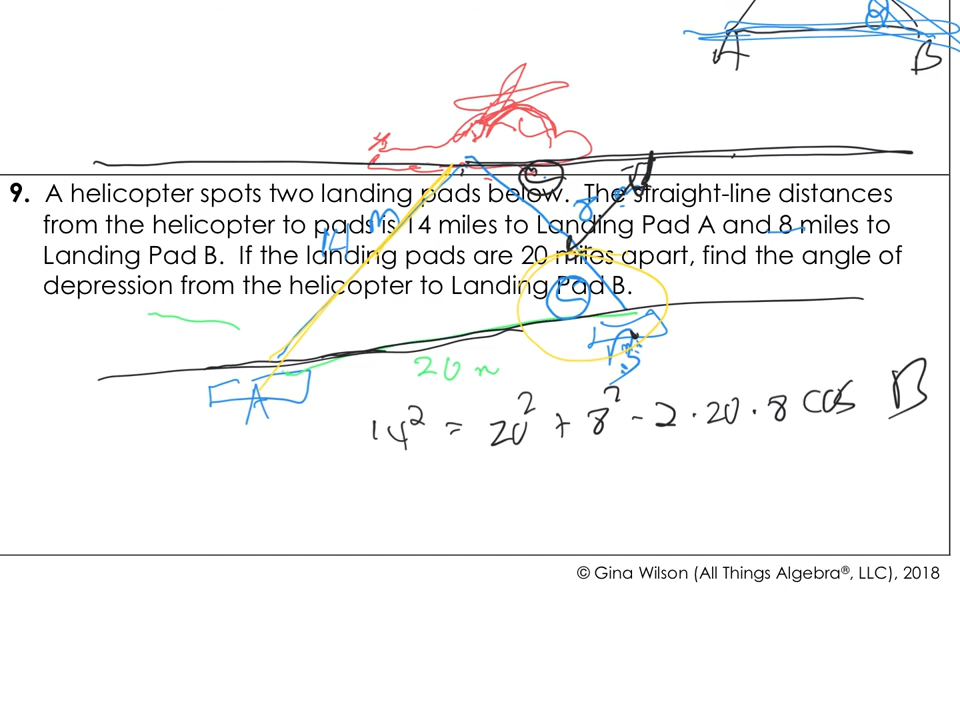 A B
9. A helicopter spots two landing pads below. The straight-line distances
from the helicopter to pads is 14 miles to Landing Pad A and 8 miles to
Landing Pad B. If the landing pads are 20 miles apart, find the angle of
depression from the helicopter to Landing Pad B.
14 m
8
20 m
A
14² = 20² + 8² - 2 · 20 · 8 cos B
© Gina Wilson (All Things Algebra®, LLC), 2018